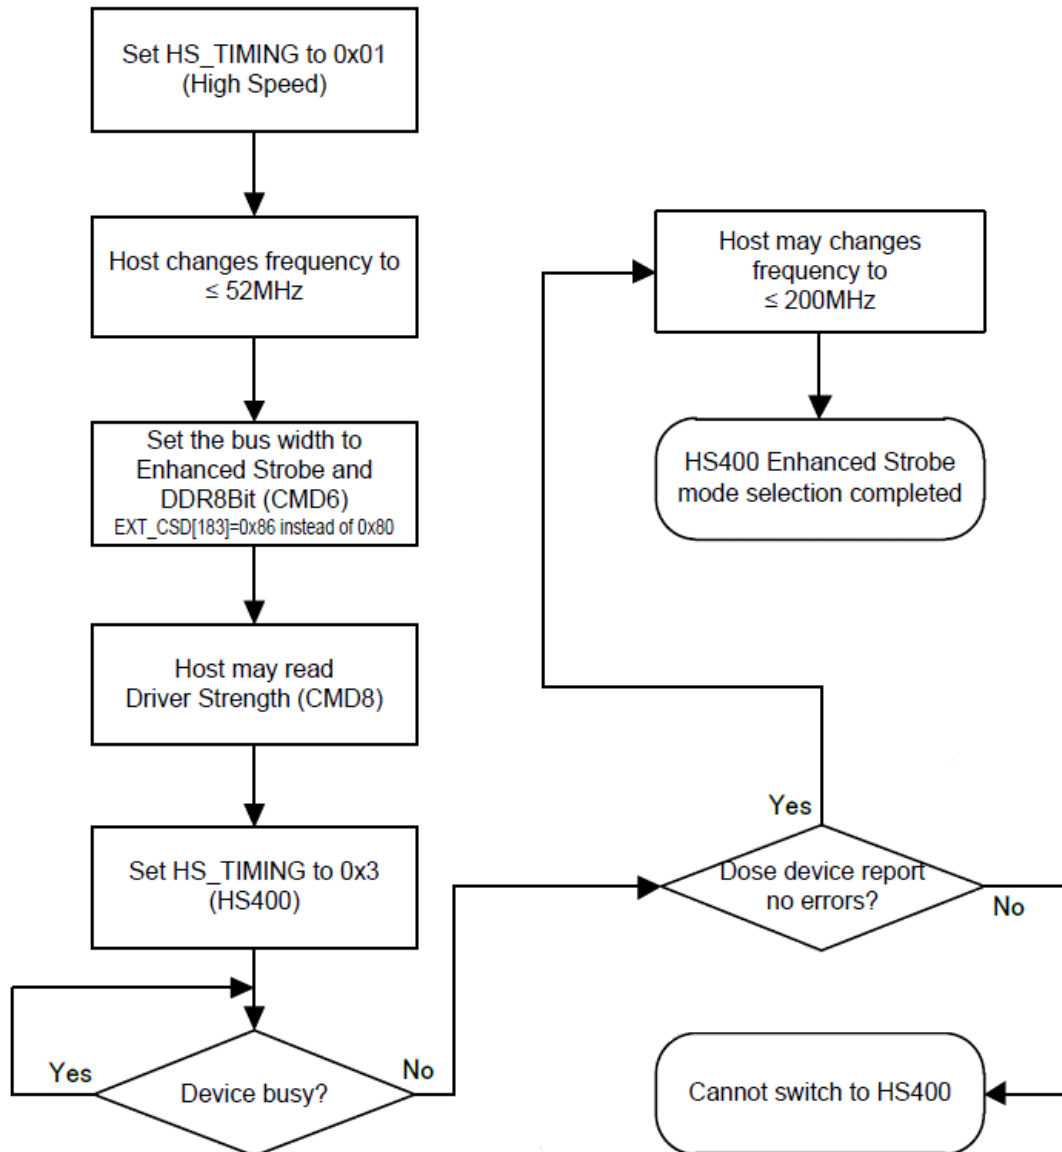 Set HS_TIMING to 0x01
(High Speed)
Host changes frequency to
≤ 52MHz
Set the bus width to
Enhanced Strobe and
DDR8Bit (CMD6)
EXT_CSD[183]=0x86 instead of 0x80
Host may read
Driver Strength (CMD8)
Set HS_TIMING to 0x3
(HS400)
Device busy?
Yes
No
Dose device report
no errors?
Yes
No
Host may changes
frequency to
≤ 200MHz
HS400 Enhanced Strobe
mode selection completed
Cannot switch to HS400